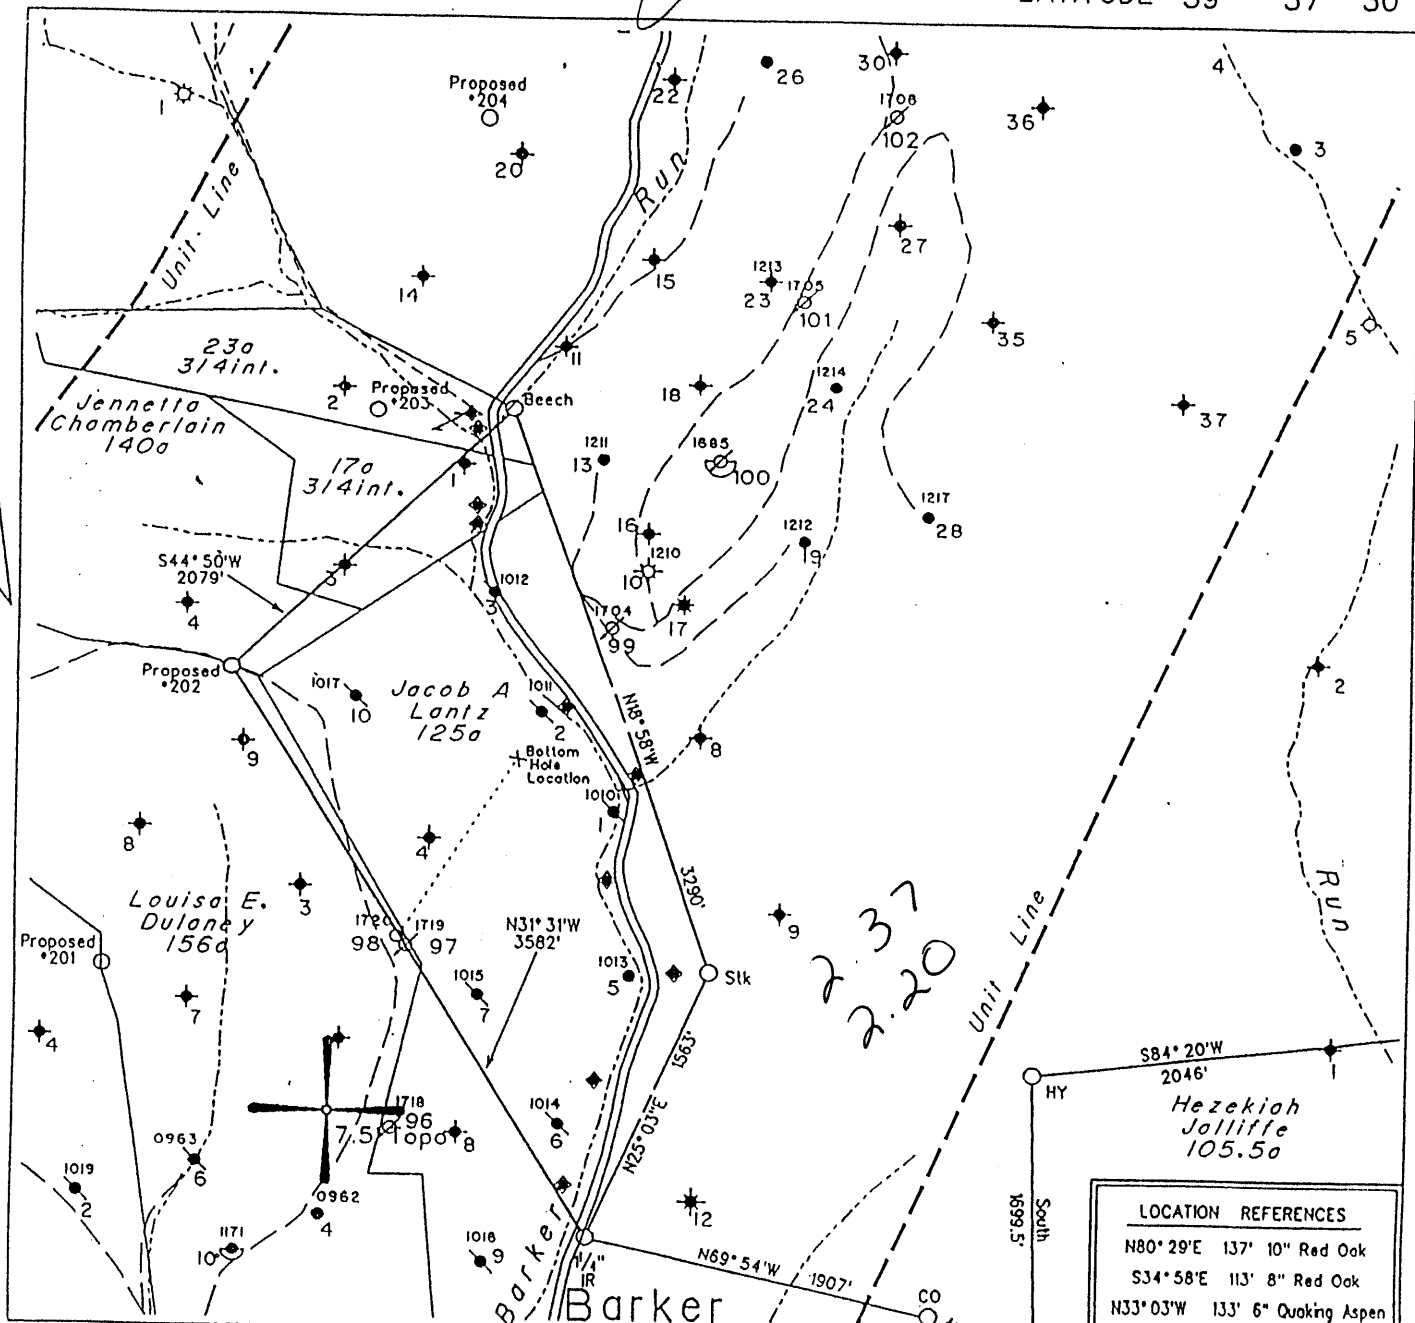 LATITUDE 39 37 30
1
Proposed
•204
20
22
26
30
1708
102
36
4
3
Unit Line
Run
14
15
1213
23
1705
101
27
35
5
11
23a
3/4int.
2
Proposed
•203
Beech
18
1214
24
37
Jennetta
Chamberlain
140a
17a
3/4int.
1
1211
13
1685
100
16
1210
10
1212
19
1217
28
S44°50'W
2079'
3
4
1012
3
1704
99
17
Proposed
•202
1017
10
Jacob A
Lantz
125a
1011
2
N18°58'W
8
2
9
Bottom
Hole
Location
1010
1
8
4
3290'
Louisa E.
Dulaney
156a
3
1720
98
1719
97
N31°31'W
3582'
9
2.37
2.20
Unit Line
Run
Proposed
•201
7
4
1015
7
1013
5
Stk
1563'
S84°20'W
2046'
1
HY
Hezekiah
Jolliffe
105.5a
1718
96
7.5' Topo
8
1014
6
N25°03'E
0963
6
1019
2
0962
4
12
South
1699.5'
1171
10
1016
9
Barker
1/4"
IR
N69°54'W
1907'
CO
Barker
LOCATION REFERENCES
N80°29'E 137' 10" Red Oak
S34°58'E 113' 8" Red Oak
N33°03'W 133' 6" Quaking Aspen